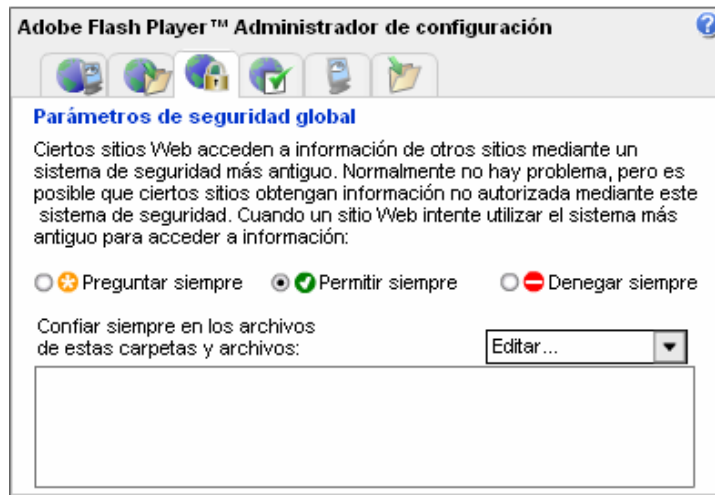 Adobe Flash Player™ Administrador de configuración
?
Parámetros de seguridad global
Ciertos sitios Web acceden a información de otros sitios mediante un
sistema de seguridad más antiguo. Normalmente no hay problema, pero es
posible que ciertos sitios obtengan información no autorizada mediante este
sistema de seguridad. Cuando un sitio Web intente utilizar el sistema más
antiguo para acceder a información:
Preguntar siempre Permitir siempre Denegar siempre
Confiar siempre en los archivos
de estas carpetas y archivos:
Editar...